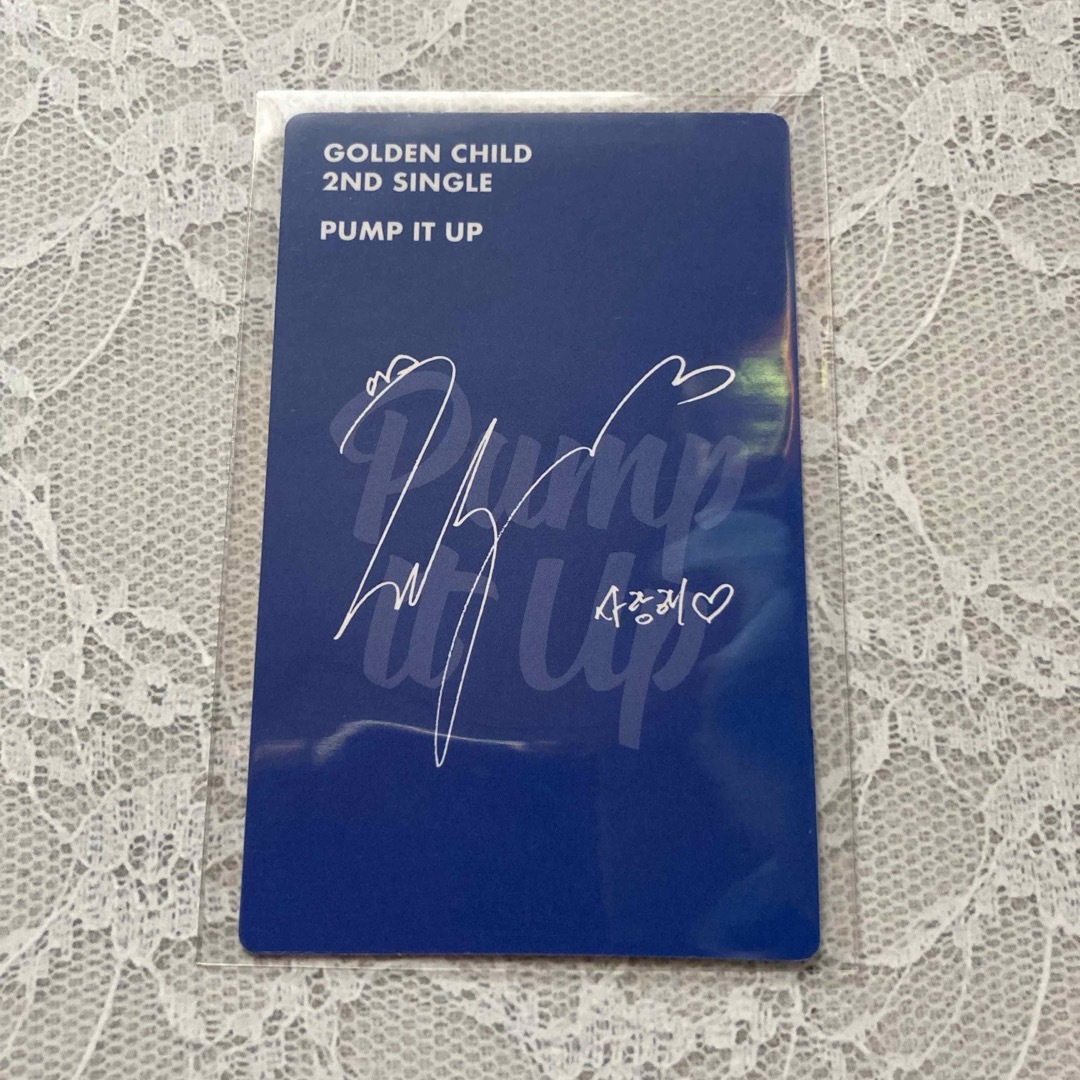 GOLDEN CHILD
2ND SINGLE
PUMP IT UP
Pump
it Up
사랑해♡